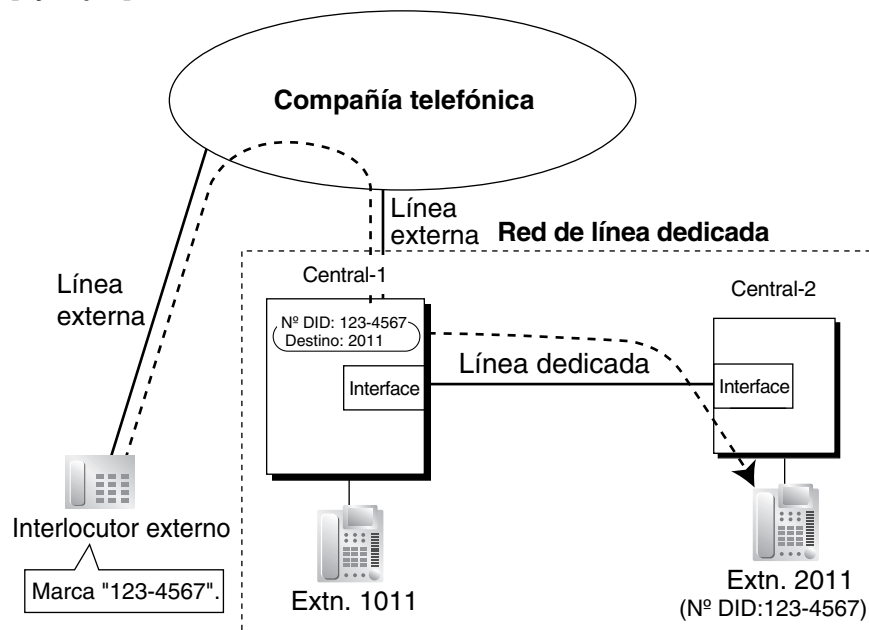 Compañía telefónica
Línea
externa
Red de línea dedicada
Línea
externa
Central-1
Central-2
Nº DID: 123-4567
Destino: 2011
Línea dedicada
Interface
Interface
Interlocutor externo
Marca "123-4567".
Extn. 1011
Extn. 2011
(Nº DID:123-4567)